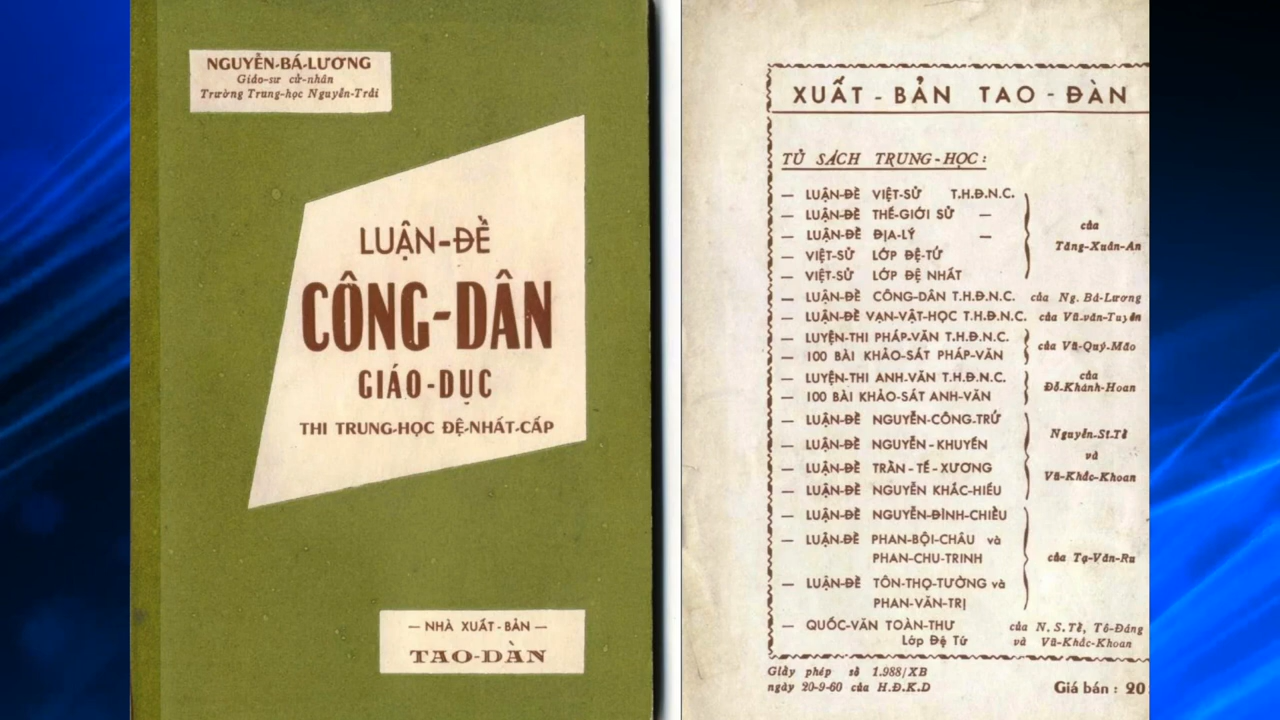 NGUYỄN-BÁ-LƯƠNG
Giáo-sư cử-nhân
Trường Trung-học Nguyễn-Trãi
LUẬN-ĐỀ
CÔNG-DÂN
GIÁO-DỤC
THI TRUNG-HỌC ĐỆ-NHẤT-CẤP
— NHÀ XUẤT-BẢN —
TAO-ĐÀN
XUẤT-BẢN TAO-ĐÀN
TỦ SÁCH TRUNG-HỌC:
— LUẬN-ĐỀ VIỆT-SỬ T.H.Đ.N.C.
— LUẬN-ĐỀ THẾ-GIỚI SỬ —
— LUẬN-ĐỀ ĐỊA-LÝ —
— VIỆT-SỬ LỚP ĐỆ-TỨ
— VIỆT-SỬ LỚP ĐỆ NHẤT
của
Tăng-Xuân-An
— LUẬN-ĐỀ CÔNG-DÂN T.H.Đ.N.C. của Ng. Bá-Lương
— LUẬN-ĐỀ VẠN-VẬT-HỌC T.H.Đ.N.C. của Vũ-văn-Tuyền
— LUYỆN-THI PHÁP-VĂN T.H.Đ.N.C.
— 100 BÀI KHẢO-SÁT PHÁP-VĂN
của Vũ-Quý-Mão
— LUYỆN-THI ANH-VĂN T.H.Đ.N.C.
— 100 BÀI KHẢO-SÁT ANH-VĂN
của
Đỗ-Khánh-Hoan
— LUẬN-ĐỀ NGUYỄN-CÔNG-TRỨ
— LUẬN-ĐỀ NGUYỄN-KHUYẾN
— LUẬN-ĐỀ TRẦN-TẾ-XƯƠNG
— LUẬN-ĐỀ NGUYỄN KHẮC-HIẾU
Nguyễn-Sĩ-Tế
và
Vũ-Khắc-Khoan
— LUẬN-ĐỀ NGUYỄN-ĐÌNH-CHIỂU
— LUẬN-ĐỀ PHAN-BỘI-CHÂU và
PHAN-CHU-TRINH
— LUẬN-ĐỀ TÔN-THỌ-TƯỜNG và
PHAN-VĂN-TRỊ
của Tạ-Văn-Ru
— QUỐC-VĂN TOÀN-THƯ của N. S. Tế, Tô-Đáng
Lớp Đệ Tứ và Vũ-Khắc-Khoan
Giấy phép số 1.988/XB
ngày 20-9-60 của H.Đ.K.D
Giá bán : 20